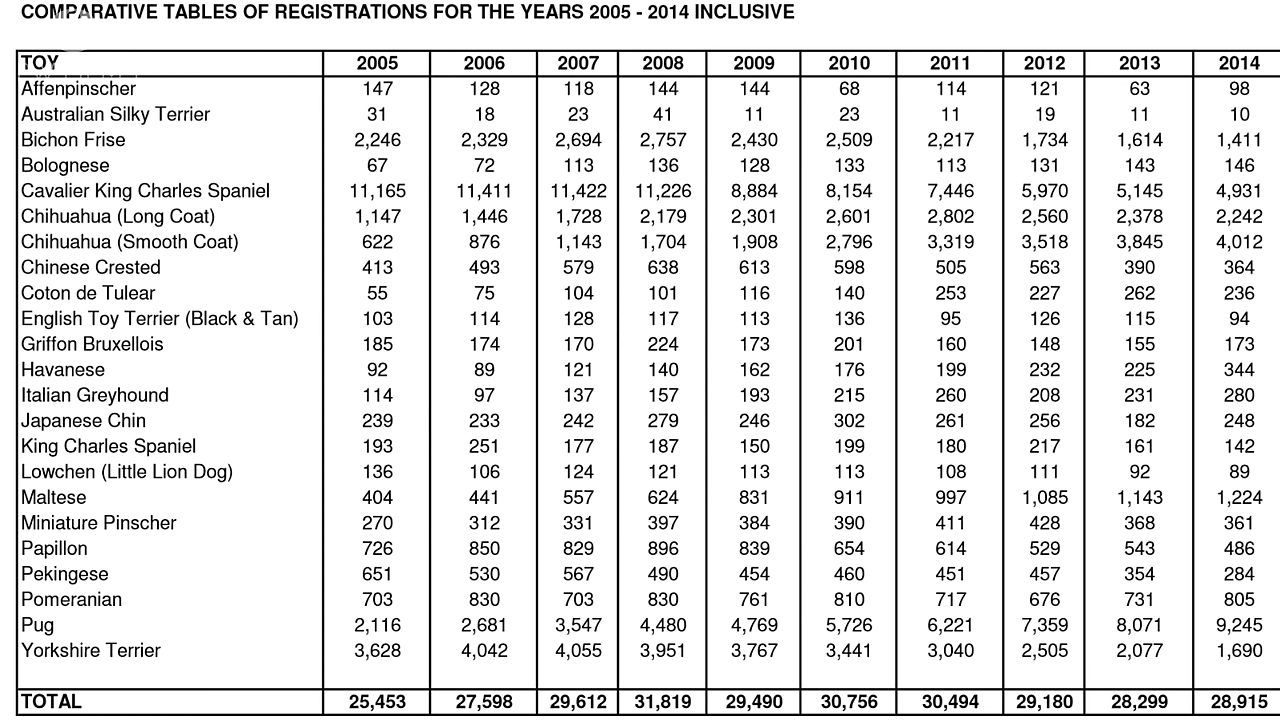 COMPARATIVE TABLES OF REGISTRATIONS FOR THE YEARS 2005 - 2014 INCLUSIVE
TOY 2005 2006 2007 2008 2009 2010 2011 2012 2013 2014
Affenpinscher 147 128 118 144 144 68 114 121 63 98
Australian Silky Terrier 31 18 23 41 11 23 11 19 11 10
Bichon Frise 2,246 2,329 2,694 2,757 2,430 2,509 2,217 1,734 1,614 1,411
Bolognese 67 72 113 136 128 133 113 131 143 146
Cavalier King Charles Spaniel 11,165 11,411 11,422 11,226 8,884 8,154 7,446 5,970 5,145 4,931
Chihuahua (Long Coat) 1,147 1,446 1,728 2,179 2,301 2,601 2,802 2,560 2,378 2,242
Chihuahua (Smooth Coat) 622 876 1,143 1,704 1,908 2,796 3,319 3,518 3,845 4,012
Chinese Crested 413 493 579 638 613 598 505 563 390 364
Coton de Tulear 55 75 104 101 116 140 253 227 262 236
English Toy Terrier (Black & Tan) 103 114 128 117 113 136 95 126 115 94
Griffon Bruxellois 185 174 170 224 173 201 160 148 155 173
Havanese 92 89 121 140 162 176 199 232 225 344
Italian Greyhound 114 97 137 157 193 215 260 208 231 280
Japanese Chin 239 233 242 279 246 302 261 256 182 248
King Charles Spaniel 193 251 177 187 150 199 180 217 161 142
Lowchen (Little Lion Dog) 136 106 124 121 113 113 108 111 92 89
Maltese 404 441 557 624 831 911 997 1,085 1,143 1,224
Miniature Pinscher 270 312 331 397 384 390 411 428 368 361
Papillon 726 850 829 896 839 654 614 529 543 486
Pekingese 651 530 567 490 454 460 451 457 354 284
Pomeranian 703 830 703 830 761 810 717 676 731 805
Pug 2,116 2,681 3,547 4,480 4,769 5,726 6,221 7,359 8,071 9,245
Yorkshire Terrier 3,628 4,042 4,055 3,951 3,767 3,441 3,040 2,505 2,077 1,690
TOTAL 25,453 27,598 29,612 31,819 29,490 30,756 30,494 29,180 28,299 28,915